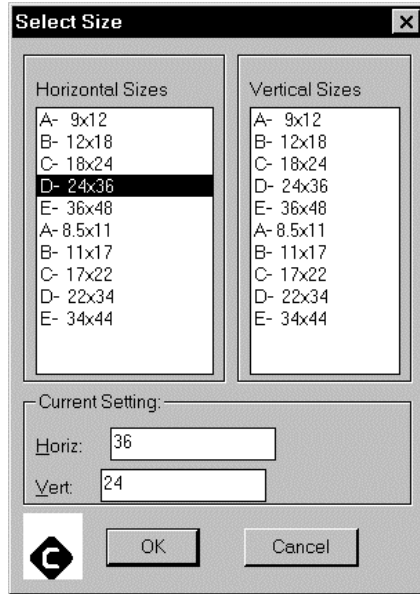 Select Size
Horizontal Sizes
A- 9x12
B- 12x18
C- 18x24
D- 24x36
E- 36x48
A- 8.5x11
B- 11x17
C- 17x22
D- 22x34
E- 34x44
Vertical Sizes
A- 9x12
B- 12x18
C- 18x24
D- 24x36
E- 36x48
A- 8.5x11
B- 11x17
C- 17x22
D- 22x34
E- 34x44
Current Setting:
Horiz: 36
Vert: 24
C
OK Cancel